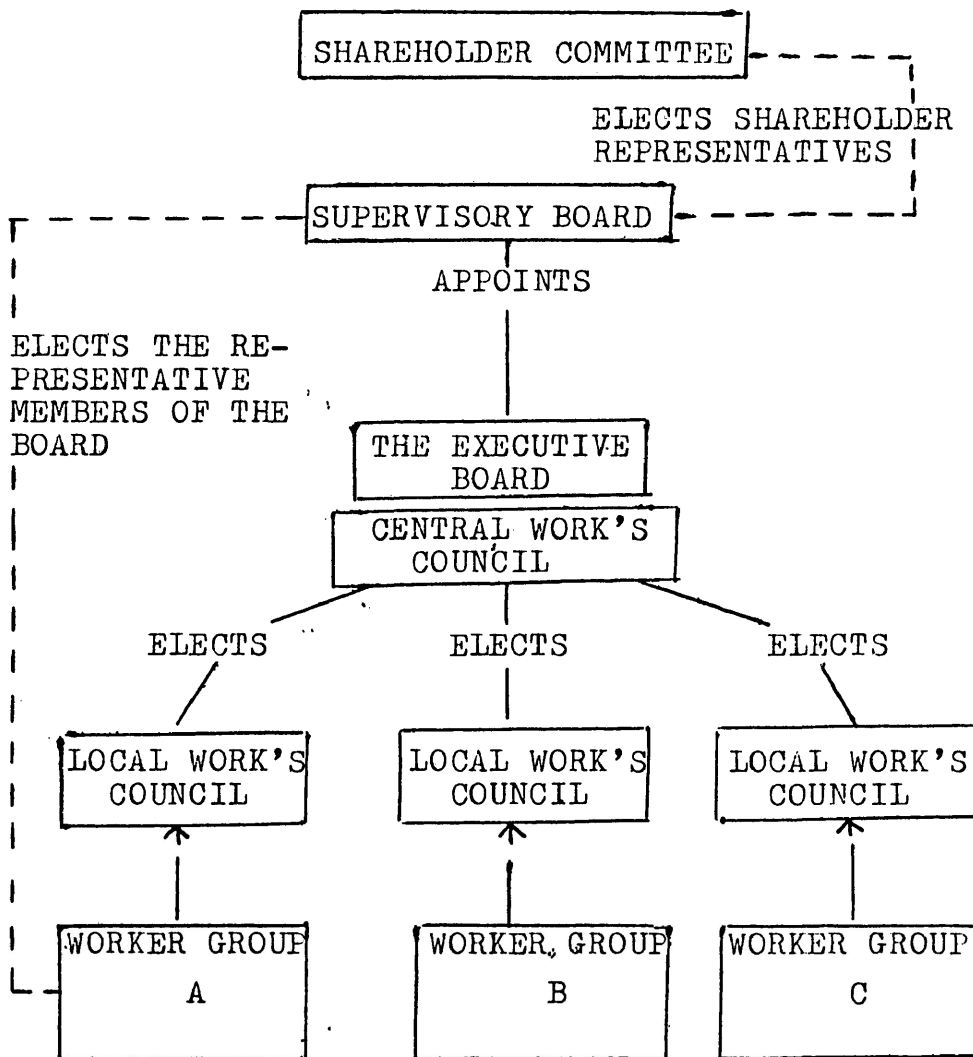 SHAREHOLDER COMMITTEE
ELECTS SHAREHOLDER
REPRESENTATIVES
SUPERVISORY BOARD
APPOINTS
ELECTS THE RE-
PRESENTATIVE
MEMBERS OF THE
BOARD
THE EXECUTIVE
BOARD
CENTRAL WORK'S
COUNCIL
ELECTS
ELECTS
ELECTS
LOCAL WORK'S
COUNCIL
LOCAL WORK'S
COUNCIL
LOCAL WORK'S
COUNCIL
WORKER GROUP
A
WORKER GROUP
B
WORKER GROUP
C